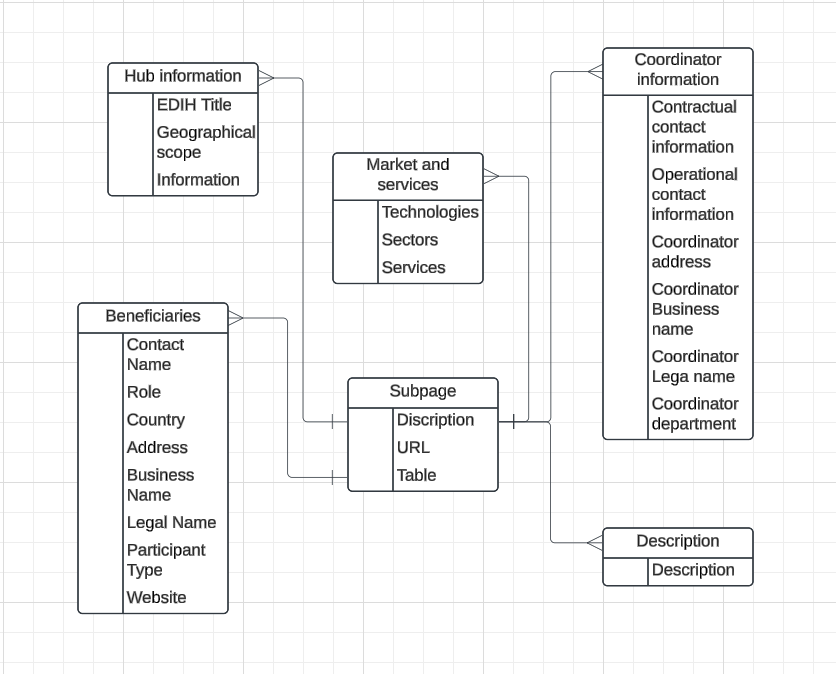 Hub information
EDIH Title
Geographical
scope
Information
Market and
services
Technologies
Sectors
Services
Coordinator
information
Contractual
contact
information
Operational
contact
information
Coordinator
address
Coordinator
Business
name
Coordinator
Lega name
Coordinator
department
Beneficiaries
Contact
Name
Role
Country
Address
Business
Name
Legal Name
Participant
Type
Website
Subpage
Discription
URL
Table
Description
Description